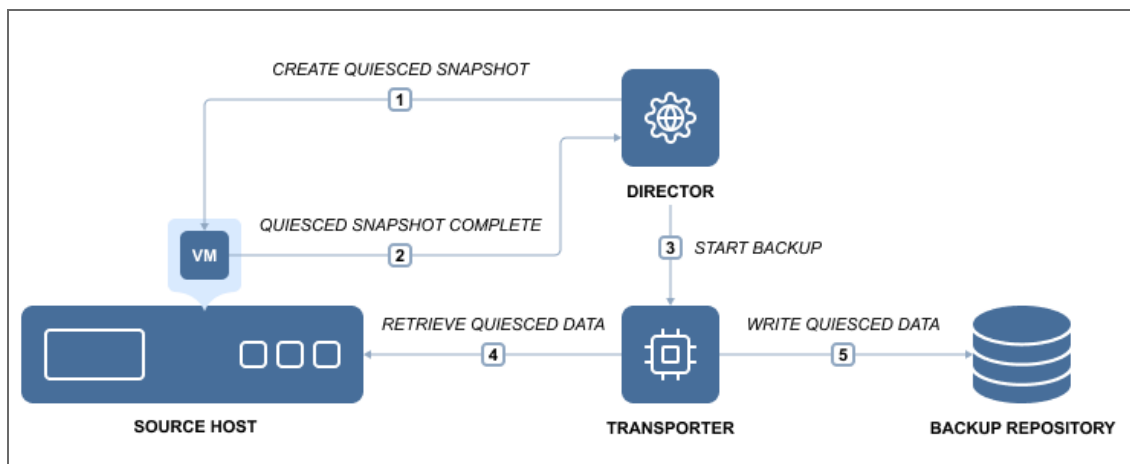 CREATE QUIESCED SNAPSHOT
1
DIRECTOR
QUIESCED SNAPSHOT COMPLETE
2
VM
3
START BACKUP
RETRIEVE QUIESCED DATA
4
WRITE QUIESCED DATA
5
SOURCE HOST
TRANSPORTER
BACKUP REPOSITORY